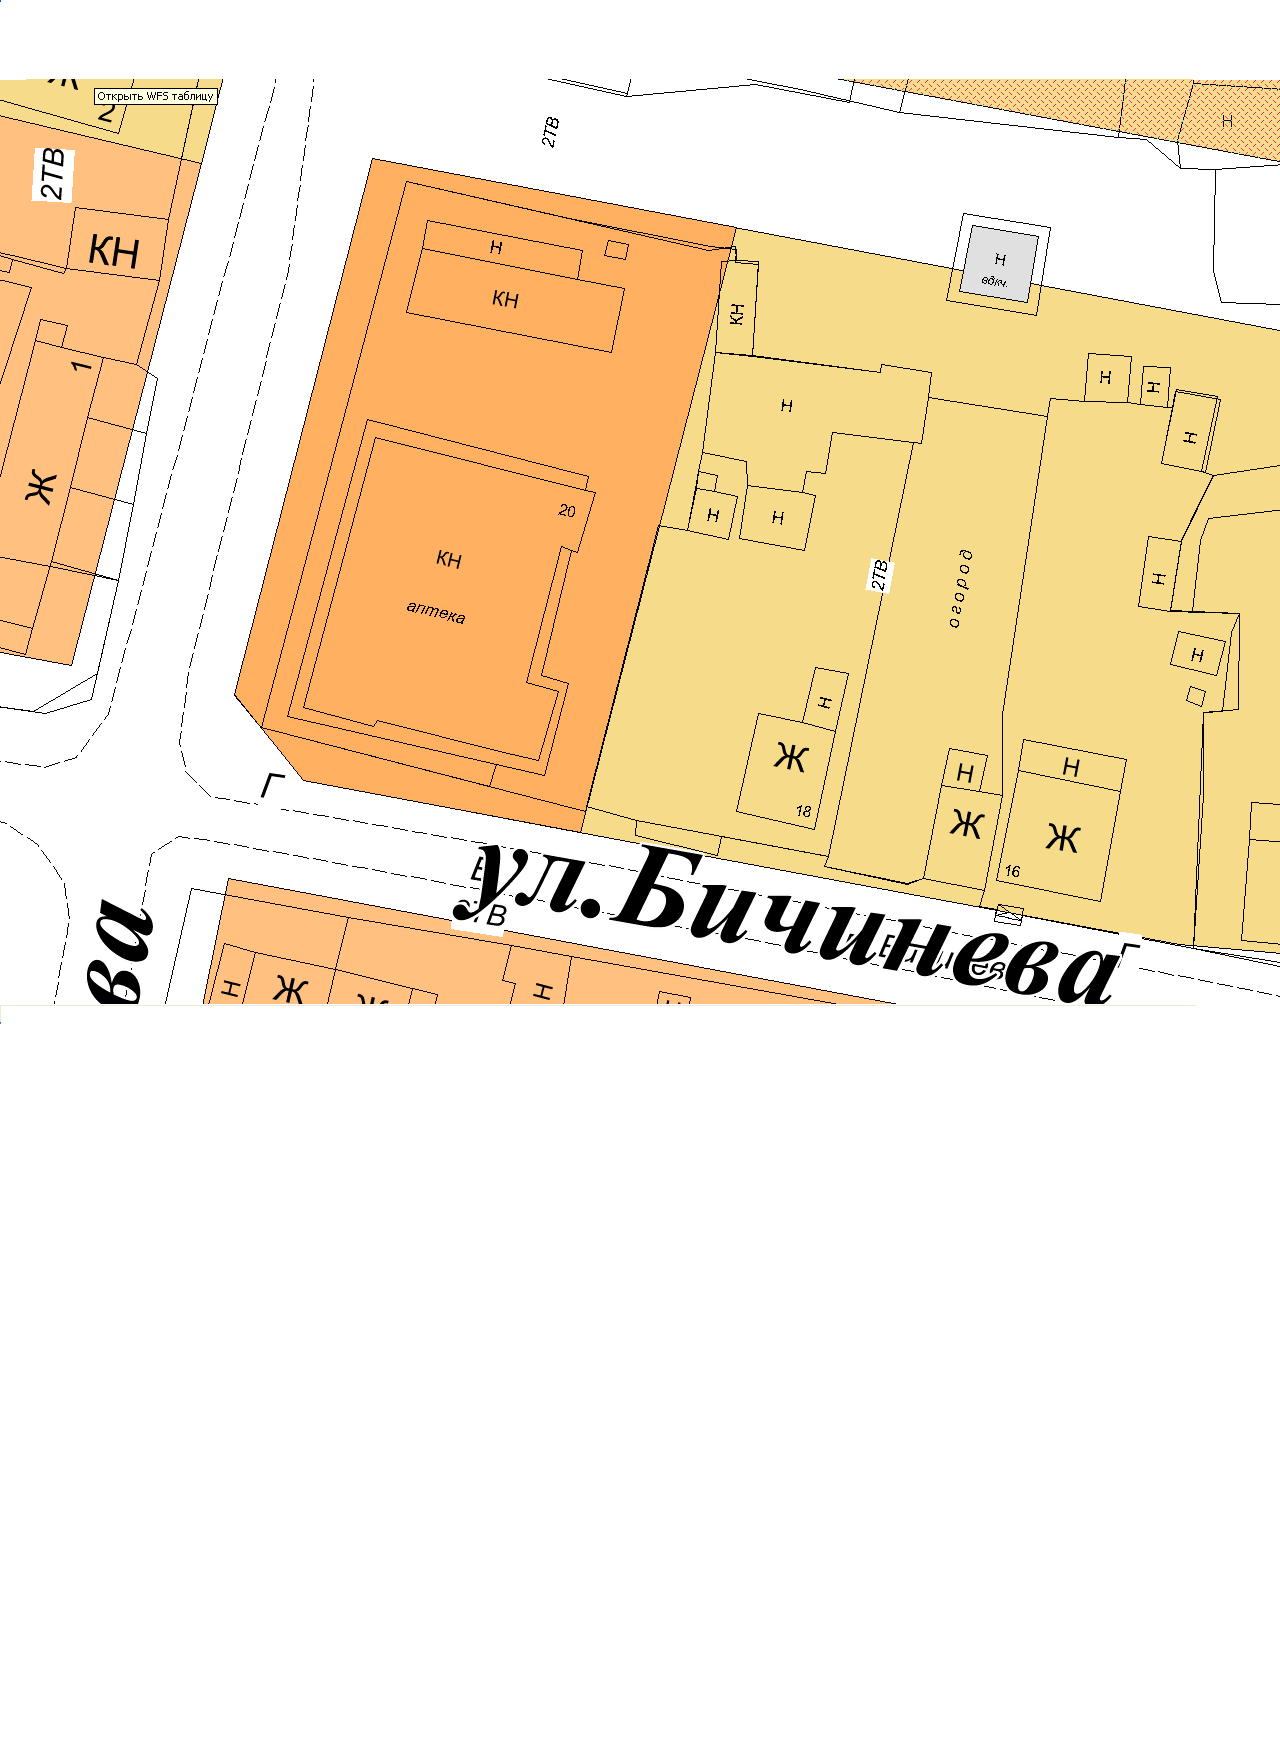 Открыть WFS таблицу
2
2ТВ
2ТВ
Н
КН
Н
Н
вдкч.
Н
КН
КН
1
Н
Н
Н
Н
Ж
20
Н
Н
КН
аптека
2ТВ
огород
Н
Н
Н
Ж
18
Н
Ж
Н
Ж
16
Г
ул.Бичинева
ва
Г
Н
Ж
Н